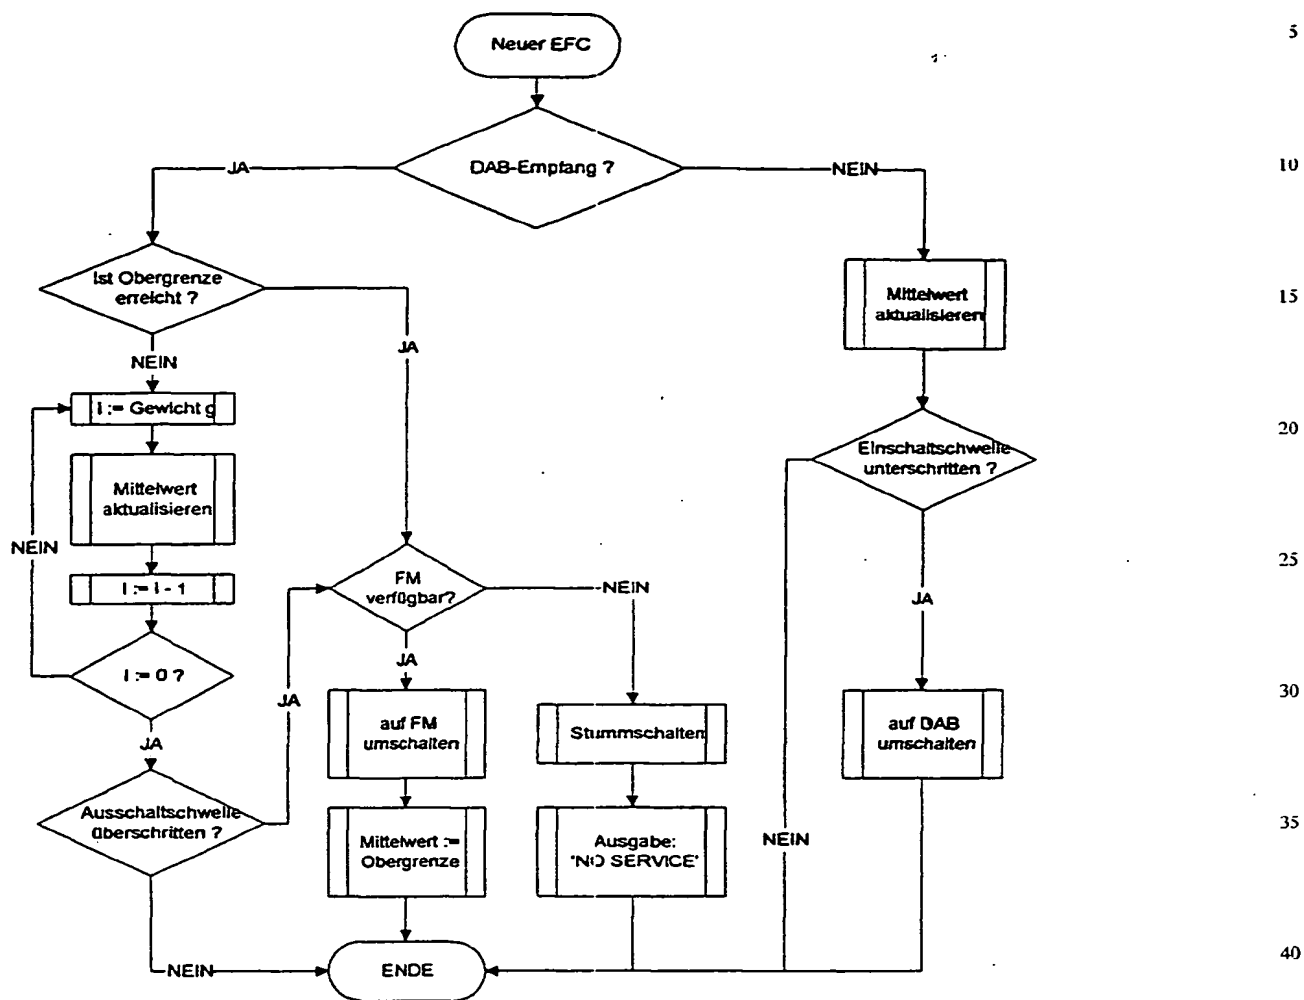 Neuer EFC
5
DAB-Empfang ?
JA
NEIN
10
Ist Obergrenze
erreicht ?
Mittelwert
aktualisieren
15
JA
NEIN
I := Gewicht g
20
Einschaltschwelle
unterschritten ?
Mittelwert
aktualisieren
NEIN
25
I := I - 1
FM
verfügbar?
NEIN
JA
JA
I := 0 ?
JA
30
auf FM
umschalten
Stummschalten
auf DAB
umschalten
JA
Ausschaltschwelle
überschritten ?
Mittelwert :=
Obergrenze
Ausgabe:
"NO SERVICE"
NEIN
35
NEIN
ENDE
40